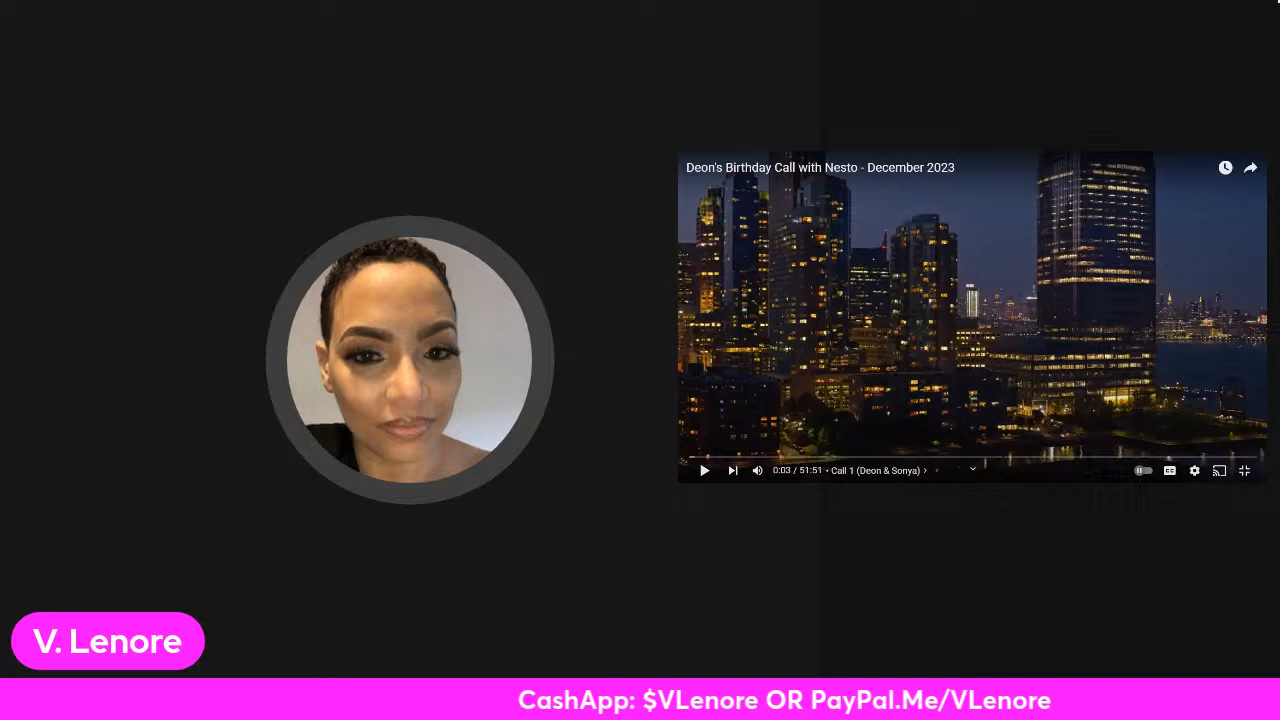 Deon's Birthday Call with Nesto - December 2023
0:03 / 51:51 • Call 1 (Deon & Sonya)
CC
V. Lenore
CashApp: $VLenore OR PayPal.Me/VLenore